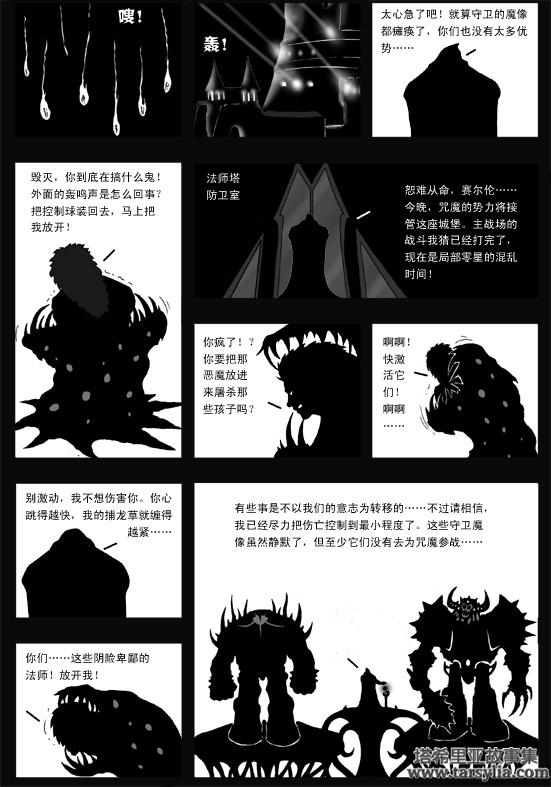 嗖！
轰！
太心急了吧！就算守卫的魔像
都瘫痪了，你们也没有太多优
势……
毁灭，你到底在搞什么鬼！
外面的轰鸣声是怎么回事？
把控制球装回去，马上把
我放开！
法师塔
防卫室
恕难从命，赛尔伦……
今晚，咒魔的势力将接
管这座城堡。主战场的
战斗我猜已经打完了，
现在是局部零星的混乱
时间！
你疯了！？
你要把那
恶魔放进
来屠杀那
些孩子吗？
啊啊！
快激
活它
们！
啊啊
……
别激动，我不想伤害你。你心
跳得越快，我的捕龙草就缠得
越紧……
有些事是不以我们的意志为转移的……不过请相信，
我已经尽力把伤亡控制到最小程度了。这些守卫魔
像虽然静默了，但至少它们没有去为咒魔参战……
你们……这些阴险卑鄙的
法师！放开我！
塔希里亚故事集
www.tarsylia.com